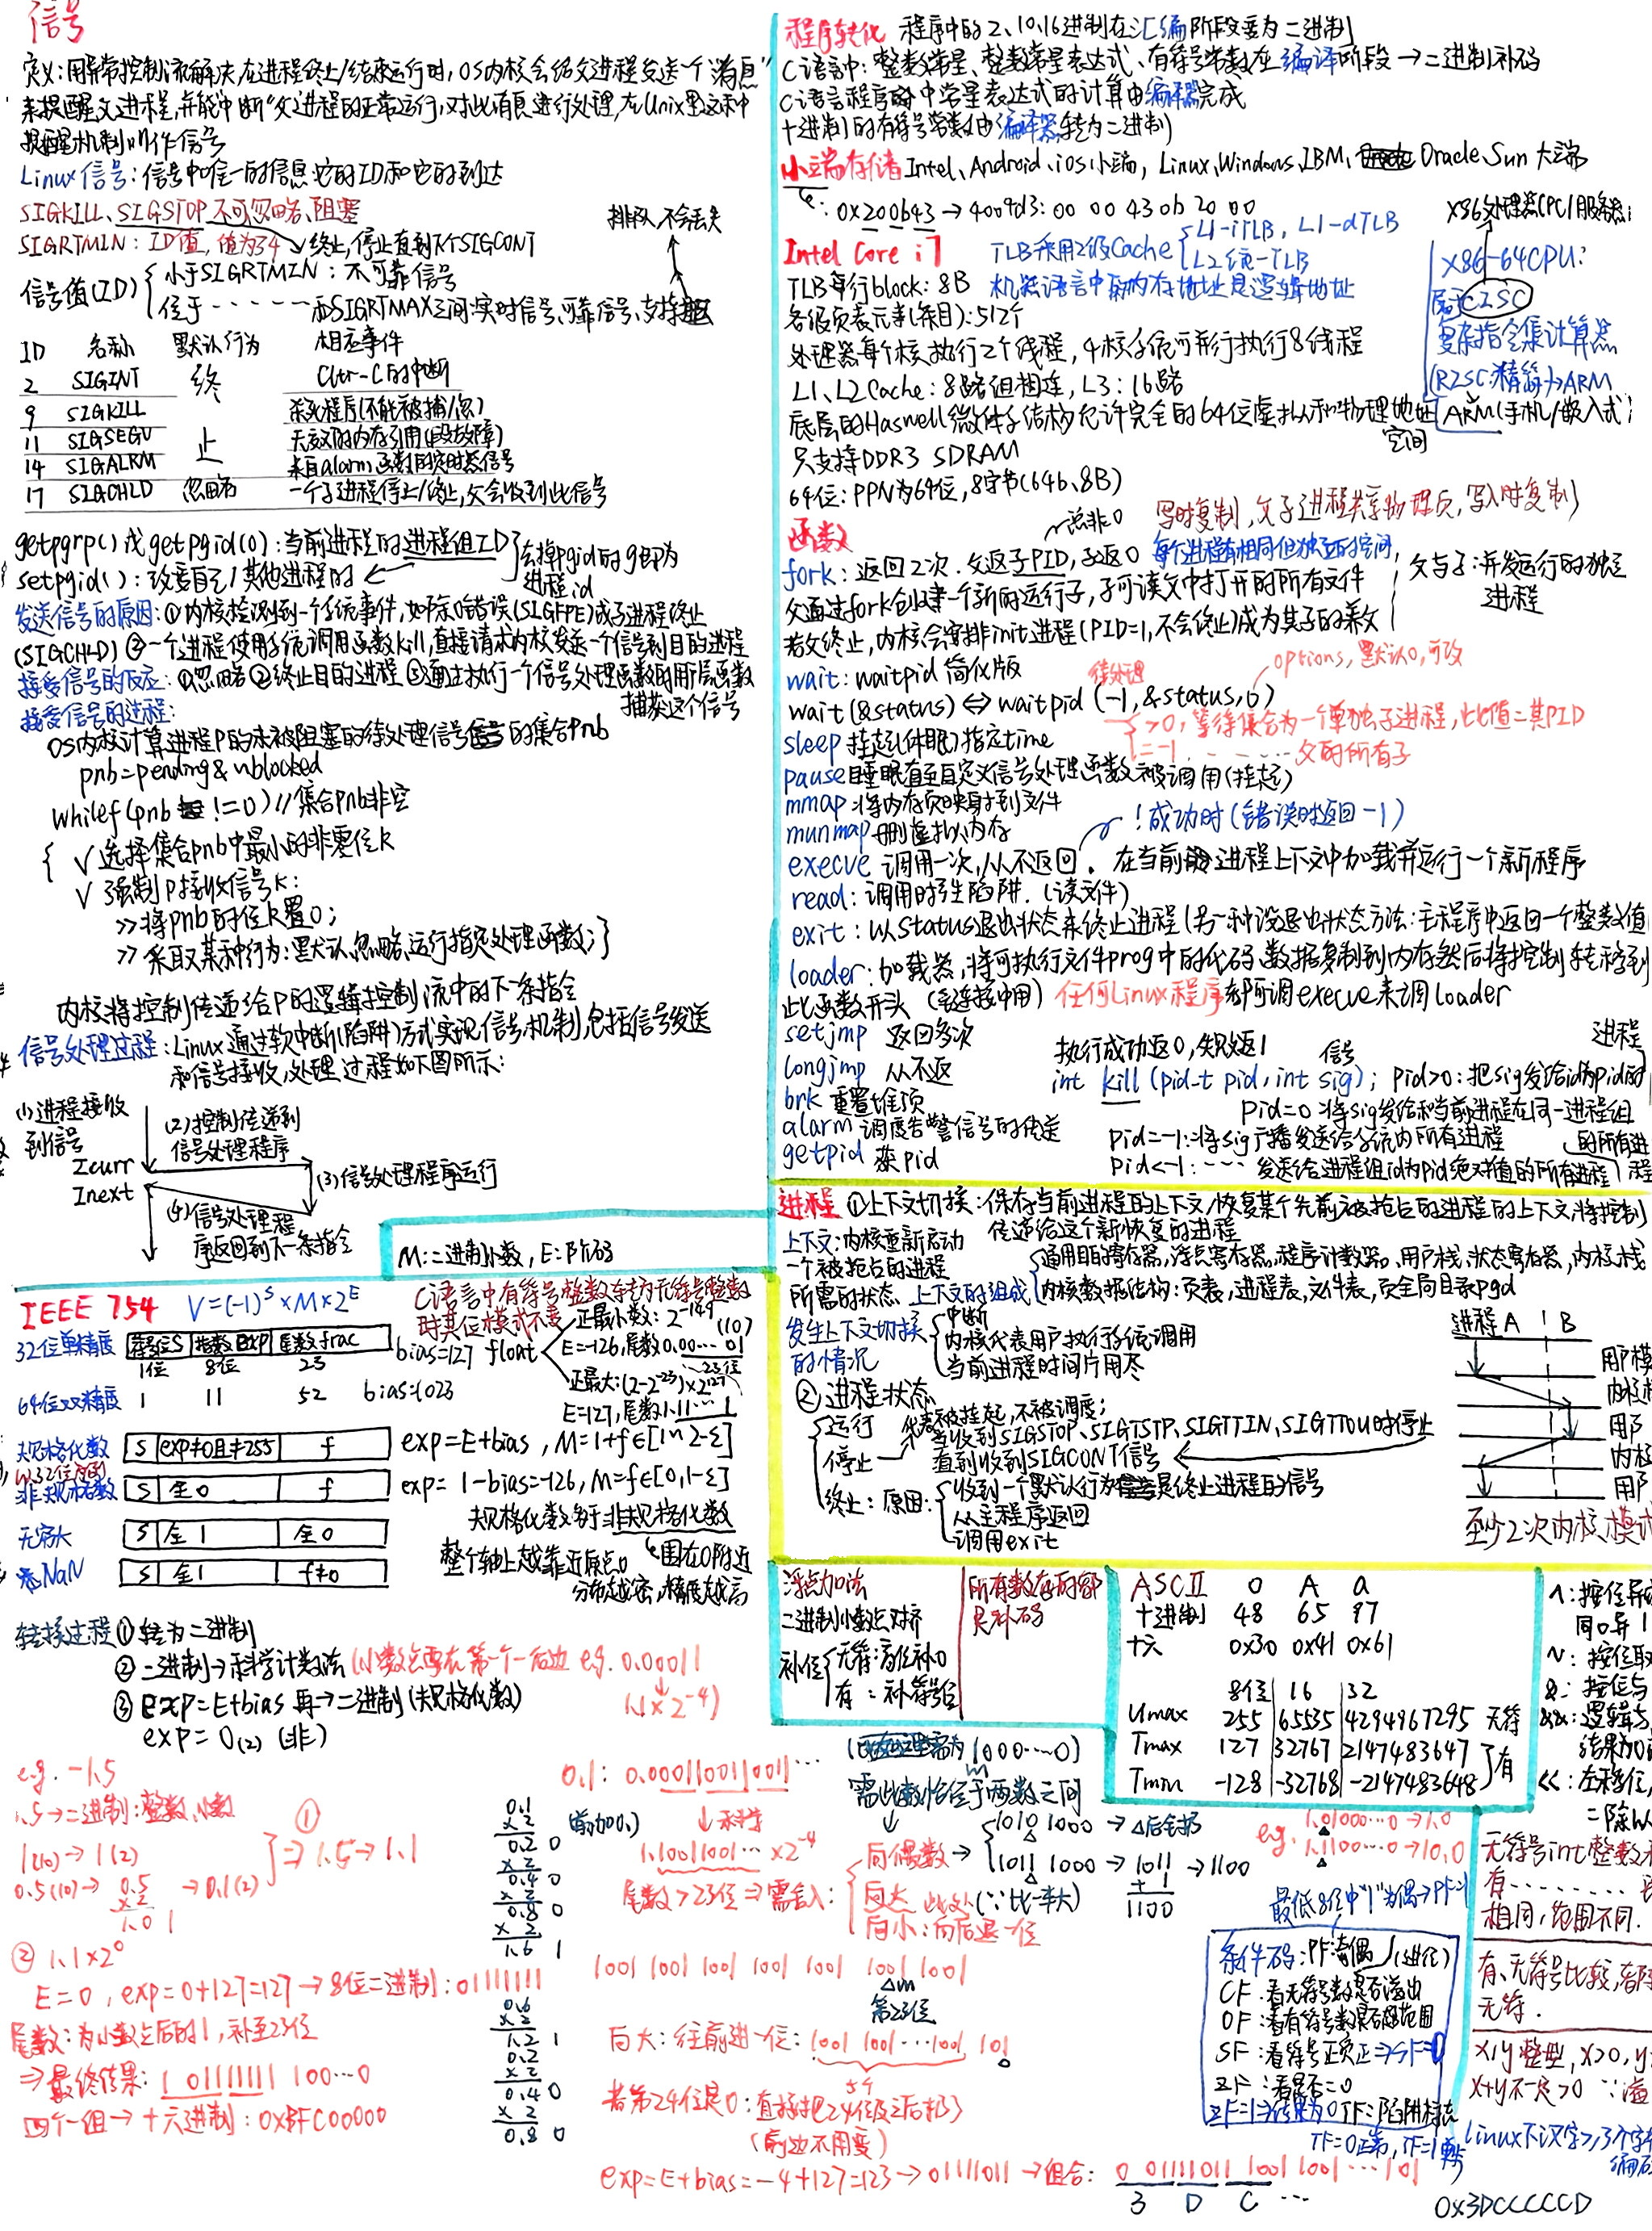 信号
定义:用异常控制流解决,在进程终止/结束运行时,OS内核会给父进程发送一个"消息"
来提醒父进程,并能"中断"父进程的正常运行,对此有良进行处理,在Unix里这种
提醒机制叫作信号
Linux信号:信号中唯一的信息它的ID和它的到达
SIGKILL、SIGSTOP不可忽略、阻塞
排队,不会丢失
SIGRTMIN:ID值,值为34
终止,停止直到下个SIGCONT
信号值(ID)
小于SIGRTMIN:不可靠信号
位于……和SIGRTMAX之间:实时信号,可靠信号,支持排队
ID 名称 默认行为 相应事件
2 SIGINT 终 Cltr-C的中断
9 SIGKILL 杀死程序(不能被捕/忽)
11 SIGSEGV 止 无效的内存引用(段故障)
14 SIGALRM 来自alarm函数的定时器信号
17 SIGCHLD 忽略 一个子进程停止/终止,父会收到此信号
getpgrp()或getpgid(0):当前进程的进程组ID
setpgid():改变自己/其他进程的
去掉pgid的g即为
进程id
发送信号的原因:①内核检测到一个系统事件,如除0错误(SIGFPE)或子进程终止
(SIGCHLD)②一个进程使用系统调用函数kill,直接请求内核发送一个信号到目的进程
接受信号的反应:①忽略②终止目的进程③通过执行一个信号处理函数的用户层函数
捕获这个信号
接受信号的过程:
OS内核计算进程P的未被阻塞的待处理信号的集合pnb
pnb=pending&~blocked
whilef(pnb !=0) //集合pnb非空
{ √选择集合pnb中最小的非零位k
√强制P接收信号k:
>>将pnb的位k置0;
>>采取某种行为:默认、忽略、运行指定处理函数;}
内核将控制传递给P的逻辑控制流中的下一条指令
信号处理过程:Linux通过软中断(陷阱)方式实现信号机制,包括信号发送
和信号接收,处理过程如下图所示:
(1)进程接收
到信号
(2)控制传递到
信号处理程序
Icurr
Inext
(3)信号处理程序运行
(4)信号处理程
序返回到下一条指令
M:二进制小数,E:阶码
IEEE 754 V=(-1)^S×M×2^E
C语言中有符号整数转为无符号整数
时其位模式不变
32位单精度 符号位S 指数exp 尾数frac
1位 8位 23
bias=127 float
正最小数:2^-149
(10)
E=-126,尾数0.00…01
23位
正最大:(2-2^-23)×2^127
E=127,尾数1.11…1
64位双精度 1 11 52 bias=1023
规格化数 S exp≠0且≠255 f exp=E+bias,M=1+f∈[1~2-ε]
以32位为例
非规格数 S 全0 f exp=1-bias=-126,M=f∈[0,1-ε]
规格化数多于非规格化数
无穷大 S 全1 全0
围在0附近
整个轴上越靠近原点0
分布越密,精度越高
NaN S 全1 f≠0
转换过程①转为二进制
②二进制→科学计数法(小数点要在第一个1后边 e.g. 0.00011
1.1×2^-4)
③exp=E+bias 再→二进制(规格化数)
exp=0(2) (非)
e.g. -1.5
1.5→二进制:整数、小数
①
1(10)→1(2)
⇒1.5→1.1
0.5(10)→ 0.5 ×2 1.0 1 →0.1(2)
② 1.1×2^0
E=0,exp=0+127=127→8位二进制:01111111
尾数:为小数点后的1,补至23位
⇒最终结果:1 01111111 100…0
四个一组→十六进制:0xBFC00000
0.1
×2
0.2 0
×2
0.4 0
×2
0.8 0
×2
1.6 1
0.6
×2
1.2 1
0.2
×2
0.4 0
×2
0.8 0
0.1: 0.000110011 0011…
(前加0.)
↓科学
1.1001 1001…×2^-4
尾数>23位⇒需舍入:
向偶数→
向大 此处(∵比一半大)
向小:向后退一位
1000…0)
需此数恰位于两数之间
1010 1000→△后全扔
1011 1000→1011→1100
+1
1100
e.g. 1.01000…0→1.0
1.11000…0→10.0
1001 1001 1001 1001 1001 1001 1001
第23位
向大:往前进一位:1001 1001…1001 101
5个
若第24位是0:直接把24位及之后扔了
(前边不用变)
exp=E+bias=-4+127=123→01111011→组合:0 01111011 1001 1001…101
3 D C …
0x3DCCCCCD
程序转化 程序中的2、10、16进制在汇编阶段变为二进制
C语言中:整数常量、整数常量表达式、有符号常数在编译阶段→二进制补码
C语言程序中常量表达式的计算由编译器完成
十进制的有符号常数由编译器转为二进制
小端存储 Intel、Android、iOS小端, Linux、Windows、IBM、Oracle、Sun 大端
:0x200b43→4009d3: 00 00 43 0b 20 00
Intel Core i7 TLB采用2级Cache
L1-iTLB, L1-dTLB
L2统一TLB
TLB每行block:8B 机器语言中的内存地址是逻辑地址
各级页表元素(条目):512个
处理器每个核执行2个线程,4核系统可并行执行8线程
L1、L2 Cache:8路组相连,L3:16路
底层的Haswell微体系结构允许完全的64位虚拟和物理地址
空间
只支持DDR3 SDRAM
64位:PPN为64位,8字节(64b、8B)
X86处理器(PC/服务器)
X86-64CPU:
属于CISC
复杂指令集计算器
(RISC:精简)→ARM
ARM(手机/嵌入式)
函数
总非0
写时复制,父子进程共享物理页,写入时复制
fork:返回2次.父返子PID,子返0
每个进程有相同但独立的空间
父与子:并发运行的独立
进程
父通过fork创建一个新的运行子,子可读父中打开的所有文件
若父终止,内核会安排init进程(PID=1,不会终止)成为其子的养父
wait: waitpid简化版
待处理
options,默认0,可改
wait(&status)⇔waitpid(-1,&status,0)
>0,等待集合为一个单独子进程,此值=其PID
=-1 ……父的所有子
sleep 挂起(休眠)指定time
pause睡眠直至自定义信号处理函数被调用(挂起)
mmap:将内存页映射到文件
munmap 删虚拟内存
!成功时(错误时返回-1)
execve 调用一次,从不返回. 在当前进程上下文中加载并运行一个新程序
read:调用时产生陷阱.(读文件)
exit:以status退出状态来终止进程(另一种设退出状态方法:主程序中返回一个整数值
loader:加载器,将可执行文件prog中的代码、数据复制到内存然后将控制转移到
此函数开头 任何Linux程序都可调execve来调loader
setjmp 返回多次
longjmp 从不返
执行成功返0,失败返1
信号
进程
int kill (pid_t pid, int sig); pid>0:把sig发给id为pid的
brk 重置堆顶
pid=0:将sig发给和当前进程在同一进程组
的所有进程
alarm 调度告警信号的传送
pid=-1:将sig广播发送给系统内所有进程
getpid 获pid
pid<-1:……发送给进程组id为pid绝对值的所有进程
进程 ①上下文切换:保存当前进程的上下文/恢复某个先前被抢占的进程的上下文/将控制
传递给这个新恢复的进程
上下文:内核重新启动
一个被抢占的进程
所需的状态
上下文的组成
通用目的寄存器,浮点寄存器,程序计数器、用户栈、状态寄存器,内核栈
内核数据结构:页表,进程表,文件表,页全局目录pgd
发生上下文切换
的情况
中断
内核代表用户执行系统调用
当前进程时间片用尽
进程A B
用户模
内核模
用户
内核
用户
至少2次内核模式
②进程状态
运行
停止→
被挂起,不被调度;
当收到SIGSTOP、SIGTSTP、SIGTTIN、SIGTTOU时停止
直到收到SIGCONT信号
终止:原因:
收到一个默认行为是终止进程的信号
从主程序返回
调用exit
浮点加法
二进制小数点对齐
补位
无符:高位补0
有:补符号位
所有数在内部
是补码
ASCII 0 A a
十进制 48 65 97
十六 0x30 0x41 0x61
8位 16 32
Umax 255 65535 4294967295 无符
Tmax 127 32767 2147483647
有
Tmin -128 -32768 -2147483648
^:按位异或
同0异1
~:按位取
&:按位与
&&:逻辑与,
结果为0或
<<:左移位,
最低8位中"1"为偶→PF=1
条件码:PF:奇偶
CF:看无符号数是否溢出
OF:看有符号数是否超范围
SF:看符号正负 正⇒SF=0
ZF:看是否=0
ZF=1⇒结果为0 TF:陷阱标志
TF=0正常,TF=1单步
无符号int整数和
有……
相同,范围不同.
有、无符号比较,都
无符.
x,y整型,x>0,y
x+y不一定>0 ∵溢
Linux下汉字≥3个字
编码